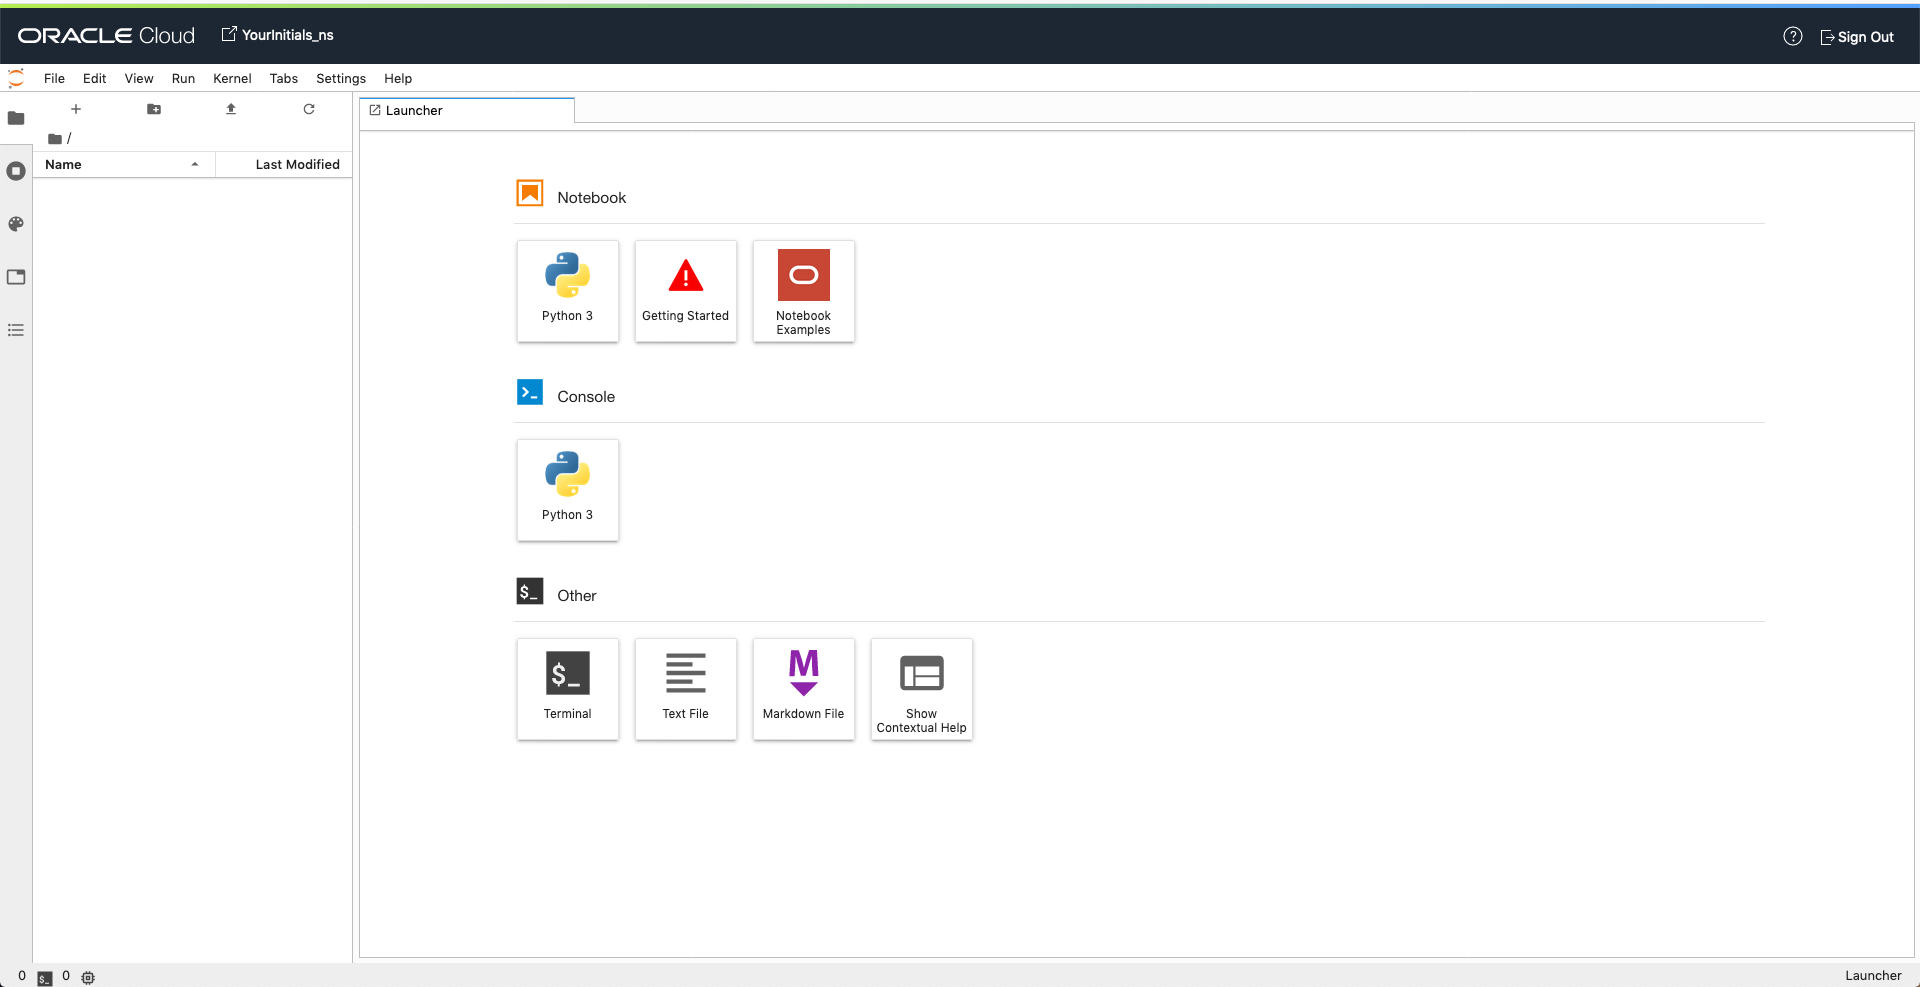 ORACLE Cloud YourInitials_ns
? Sign Out
File Edit View Run Kernel Tabs Settings Help
Launcher
/
Name Last Modified
Notebook
Python 3
Getting Started
Notebook
Examples
Console
Python 3
Other
$_
Terminal
Text File
M
Markdown File
Show
Contextual Help
0 $_ 0
Launcher